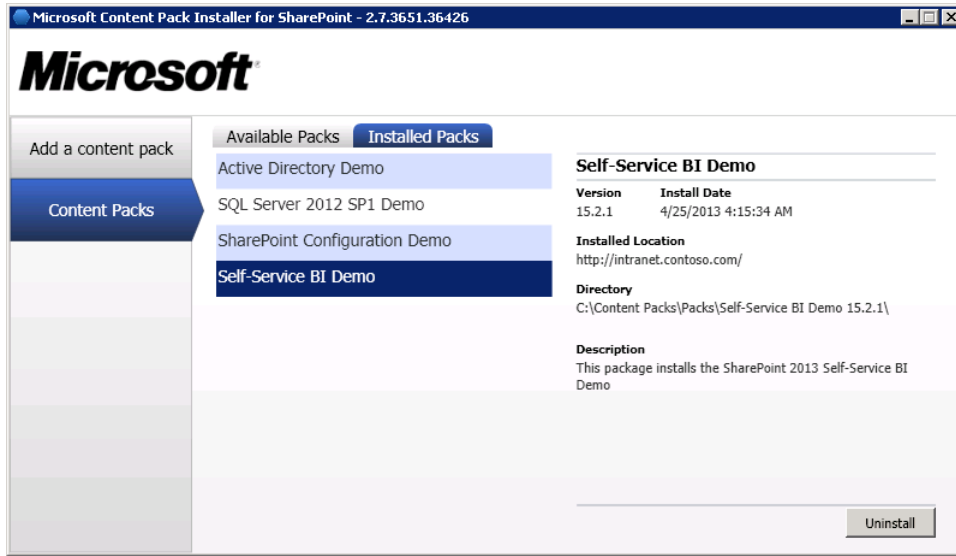 Microsoft Content Pack Installer for SharePoint - 2.7.3651.36426
Microsoft
Add a content pack
Content Packs
Available Packs
Installed Packs
Active Directory Demo
SQL Server 2012 SP1 Demo
SharePoint Configuration Demo
Self-Service BI Demo
Self-Service BI Demo
Version Install Date
15.2.1 4/25/2013 4:15:34 AM
Installed Location
http://intranet.contoso.com/
Directory
C:\Content Packs\Packs\Self-Service BI Demo 15.2.1\
Description
This package installs the SharePoint 2013 Self-Service BI
Demo
Uninstall